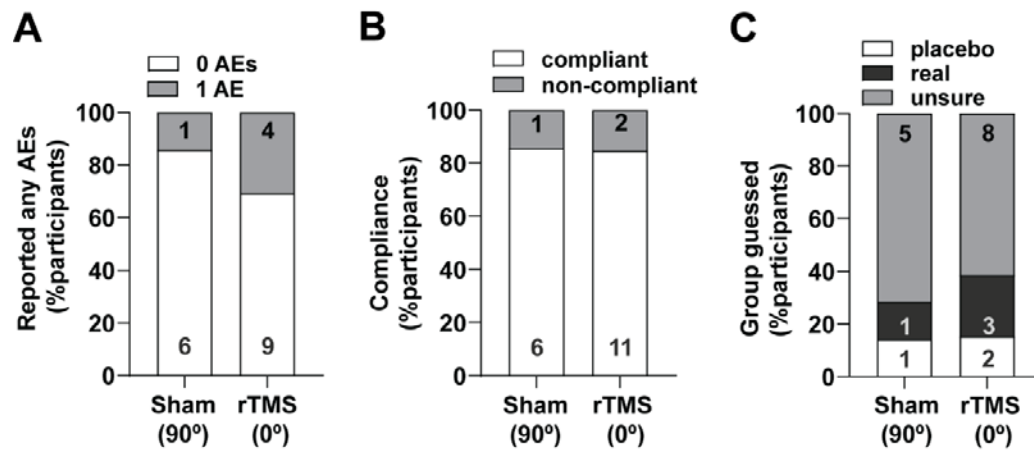 A
0 AEs
1 AE
Reported any AEs
(%participants)
100
80
60
40
20
0
1
4
6
9
Sham
(90º)
rTMS
(0º)
B
compliant
non-compliant
Compliance
(%participants)
100
80
60
40
20
0
1
2
6
11
Sham
(90º)
rTMS
(0º)
C
placebo
real
unsure
Group guessed
(%participants)
100
80
60
40
20
0
5
8
1
3
1
2
Sham
(90º)
rTMS
(0º)